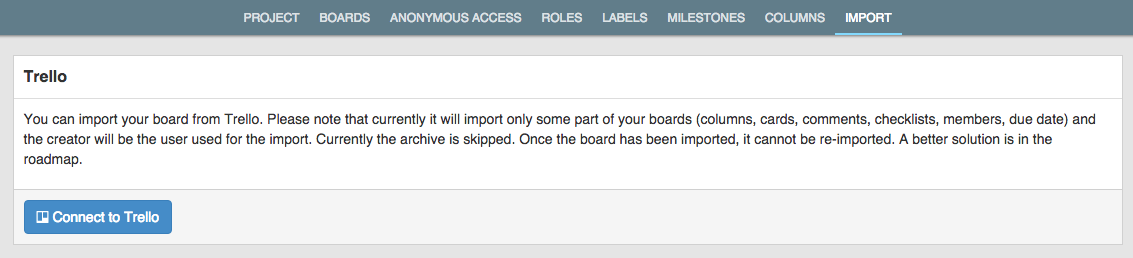 PROJECT BOARDS ANONYMOUS ACCESS ROLES LABELS MILESTONES COLUMNS IMPORT
Trello
You can import your board from Trello. Please note that currently it will import only some part of your boards (columns, cards, comments, checklists, members, due date) and
the creator will be the user used for the import. Currently the archive is skipped. Once the board has been imported, it cannot be re-imported. A better solution is in the
roadmap.
Connect to Trello